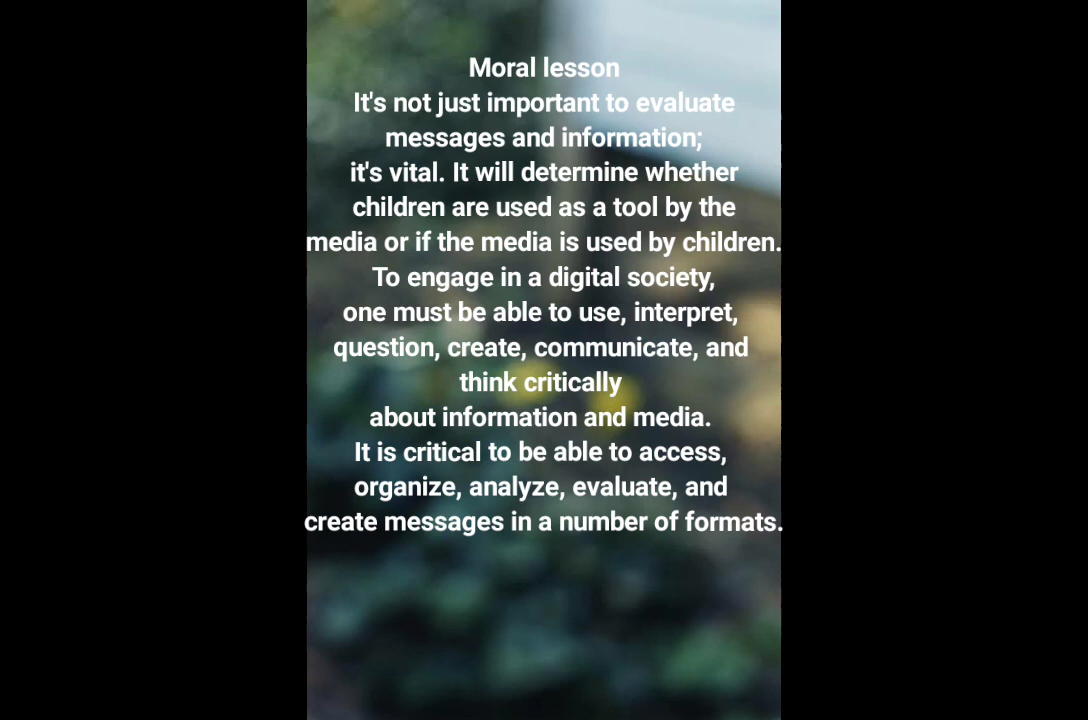 Moral lesson
It's not just important to evaluate
messages and information;
it's vital. It will determine whether
children are used as a tool by the
media or if the media is used by children.
To engage in a digital society,
one must be able to use, interpret,
question, create, communicate, and
think critically
about information and media.
It is critical to be able to access,
organize, analyze, evaluate, and
create messages in a number of formats.